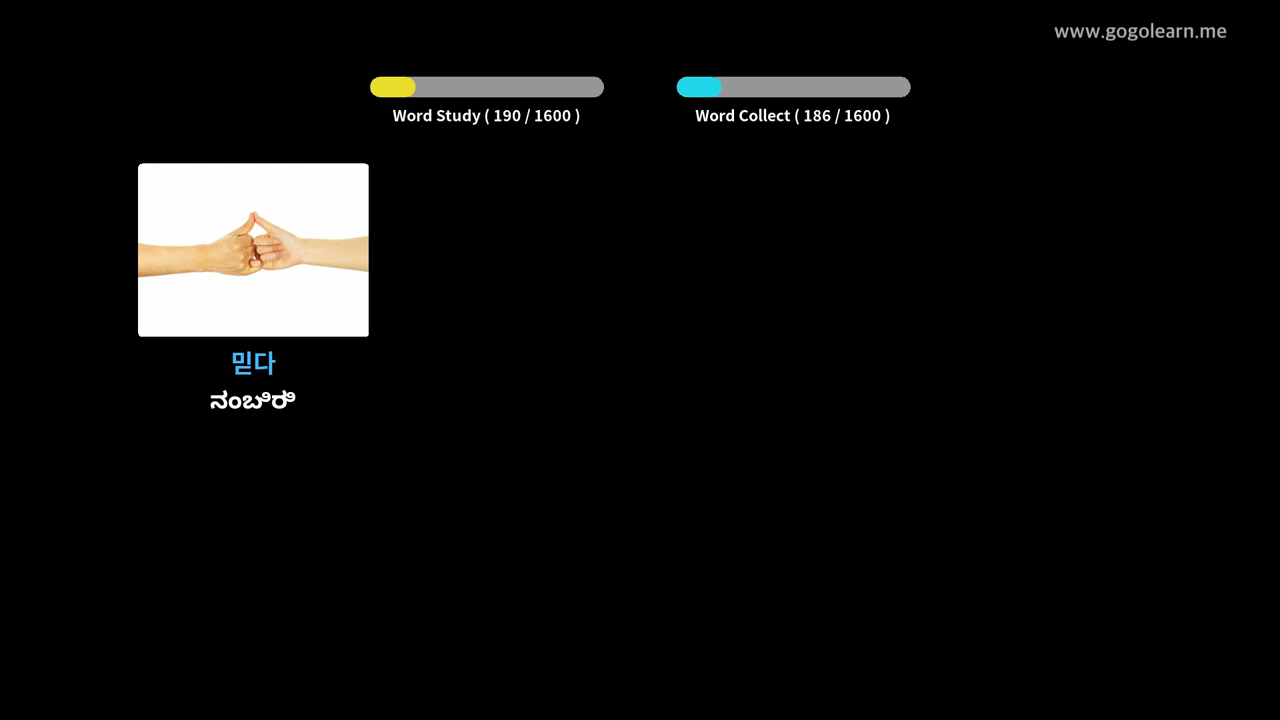 www.gogolearn.me
Word Study ( 190 / 1600 )
Word Collect ( 186 / 1600 )
믿다
ನಂಬಿರಿ